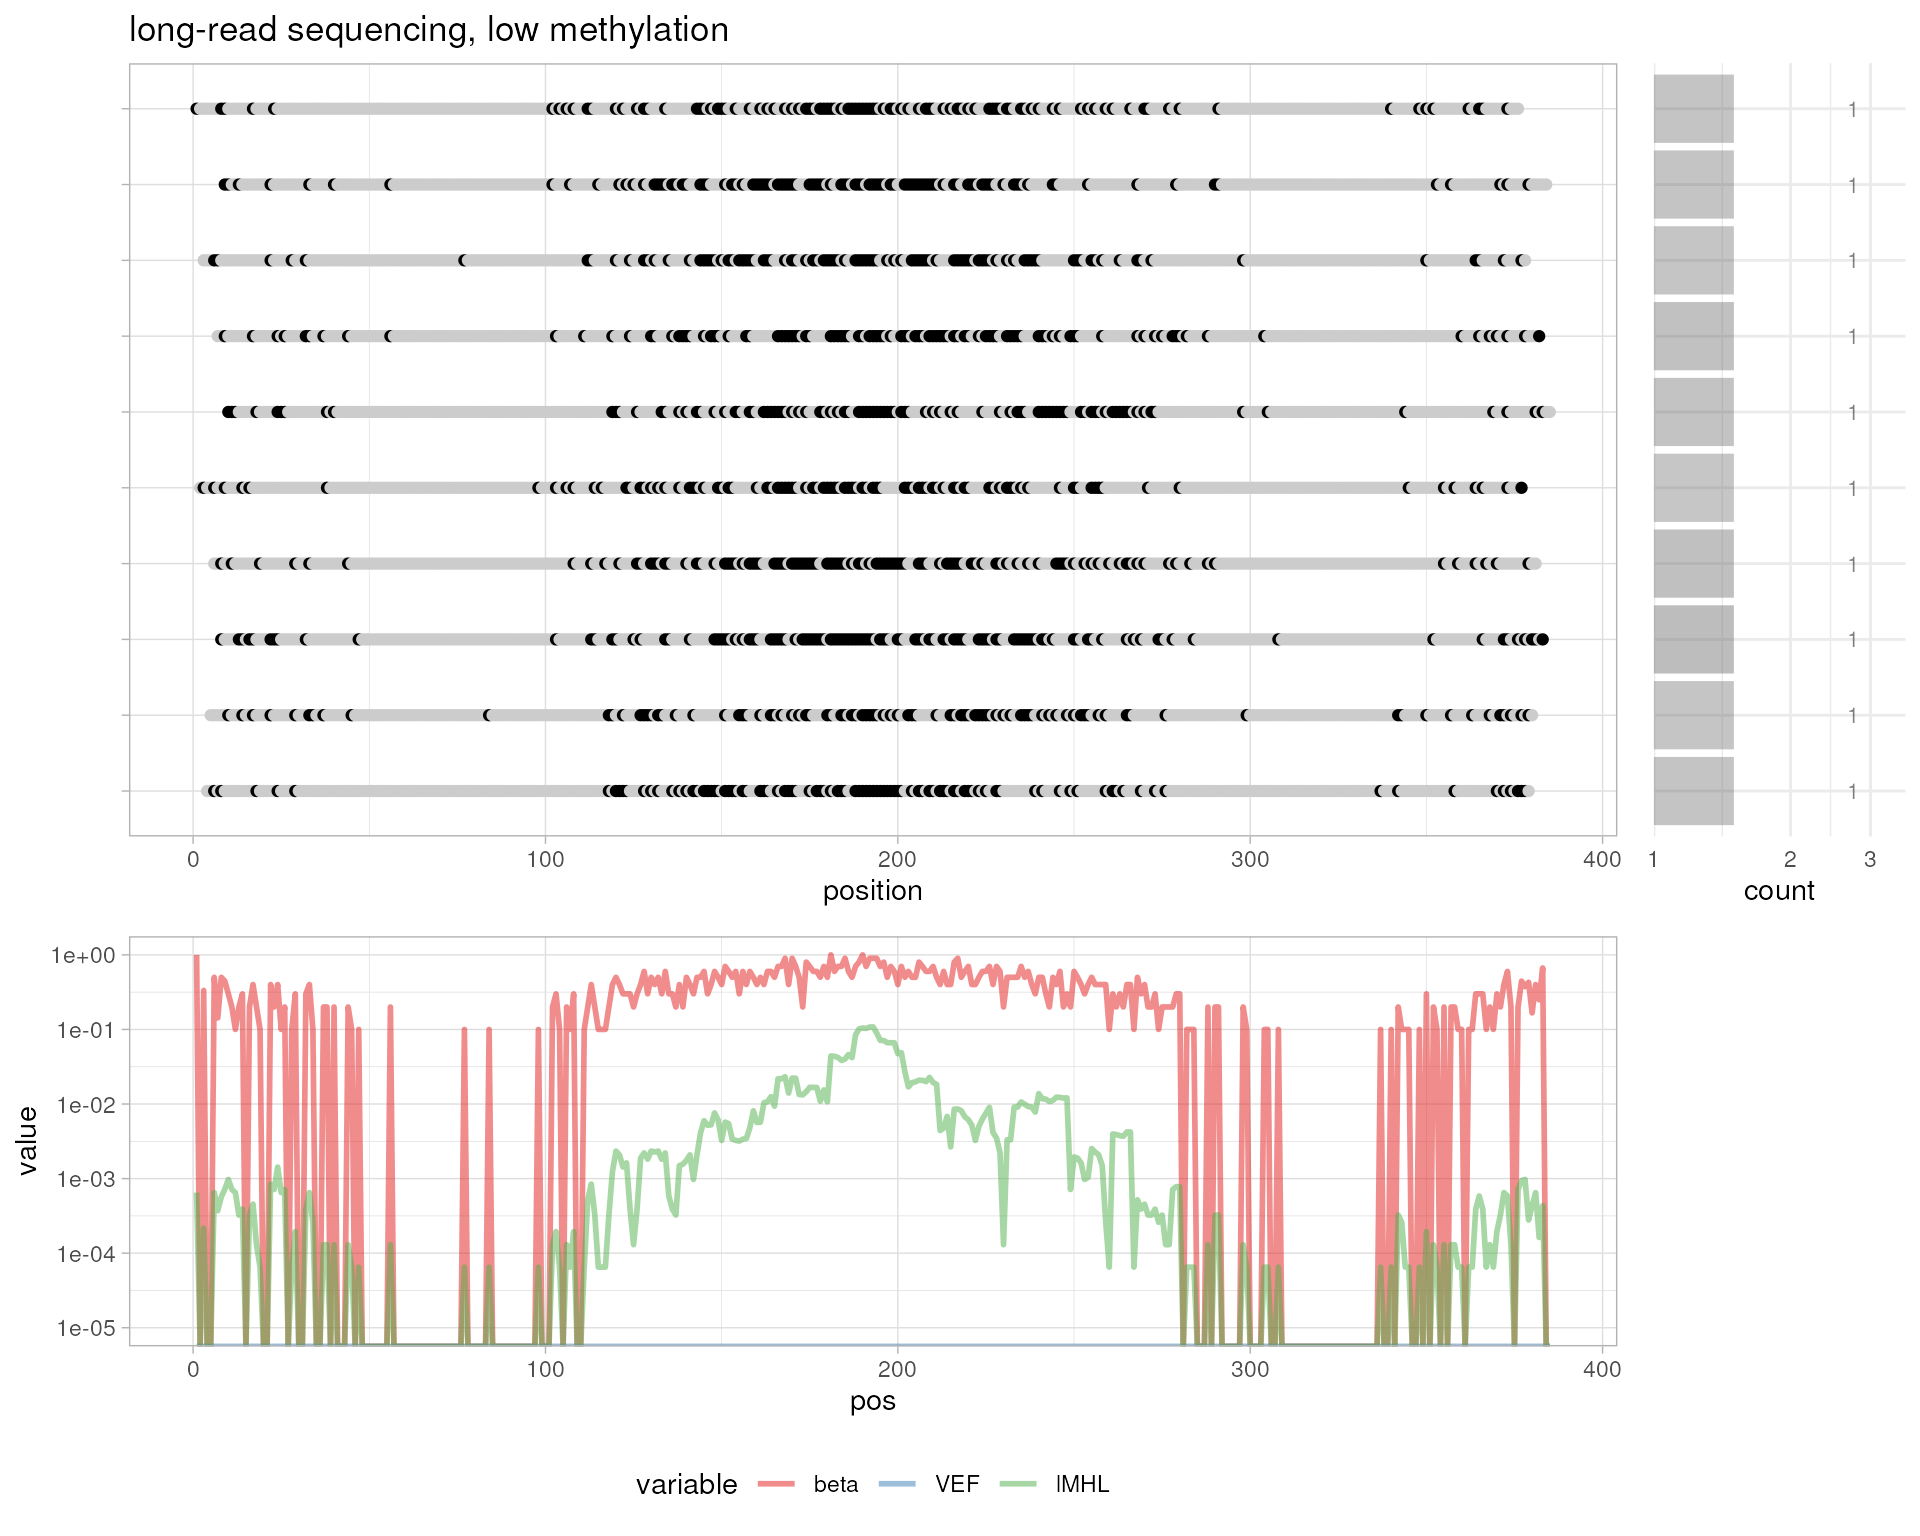 long-read sequencing, low methylation
1
1
1
1
1
1
1
1
1
1
0 100 200 300 400 1 2 3
position count
1e+00
1e-01
1e-02
1e-03
1e-04
1e-05
value
0 100 200 300 400
pos
variable beta VEF lMHL